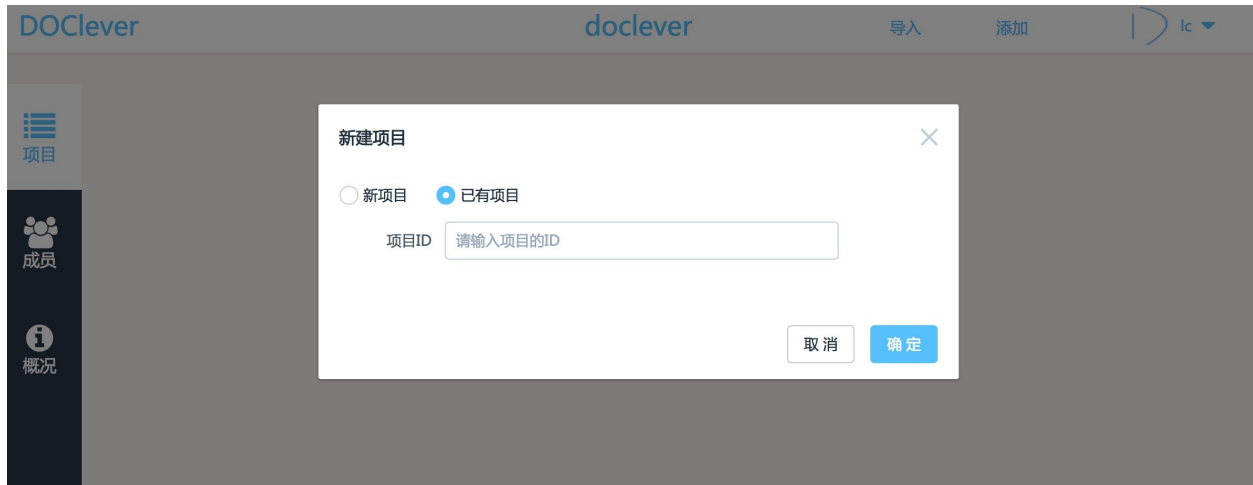 DOClever
doclever
导入
添加
lc
项目
新建项目
新项目
已有项目
项目ID
请输入项目的ID
成员
取消
确定
概况